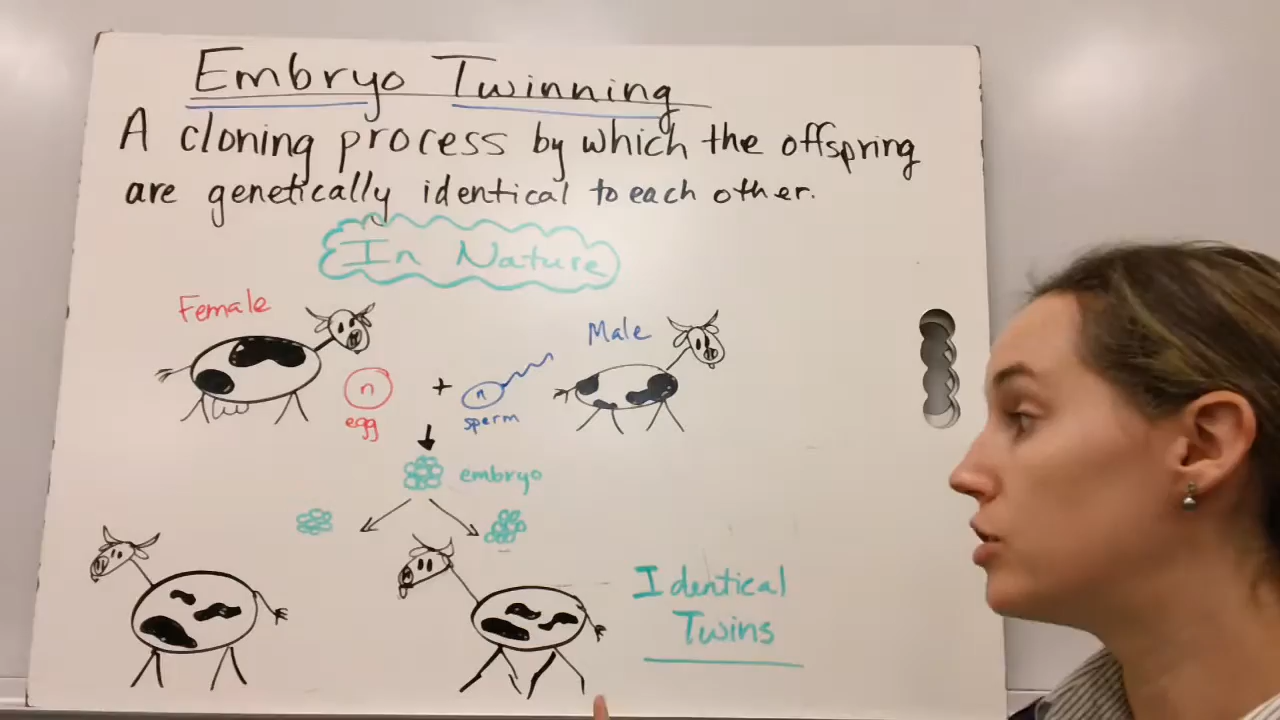 Embryo Twinning
A cloning process by which the offspring
are genetically identical to each other.
In Nature
Female
Male
n
+
n
egg
sperm
embryo
Identical
Twins